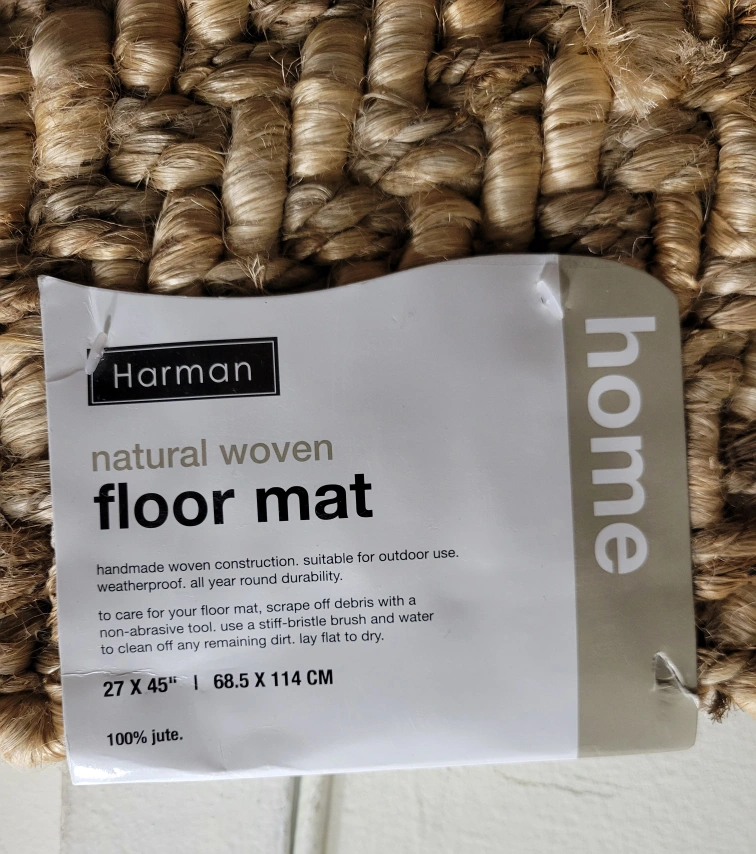 Harman
natural woven
floor mat
handmade woven construction. suitable for outdoor use.
weatherproof. all year round durability.
to care for your floor mat, scrape off debris with a
non-abrasive tool. use a stiff-bristle brush and water
to clean off any remaining dirt. lay flat to dry.
27 X 45" | 68.5 X 114 CM
100% jute.
home